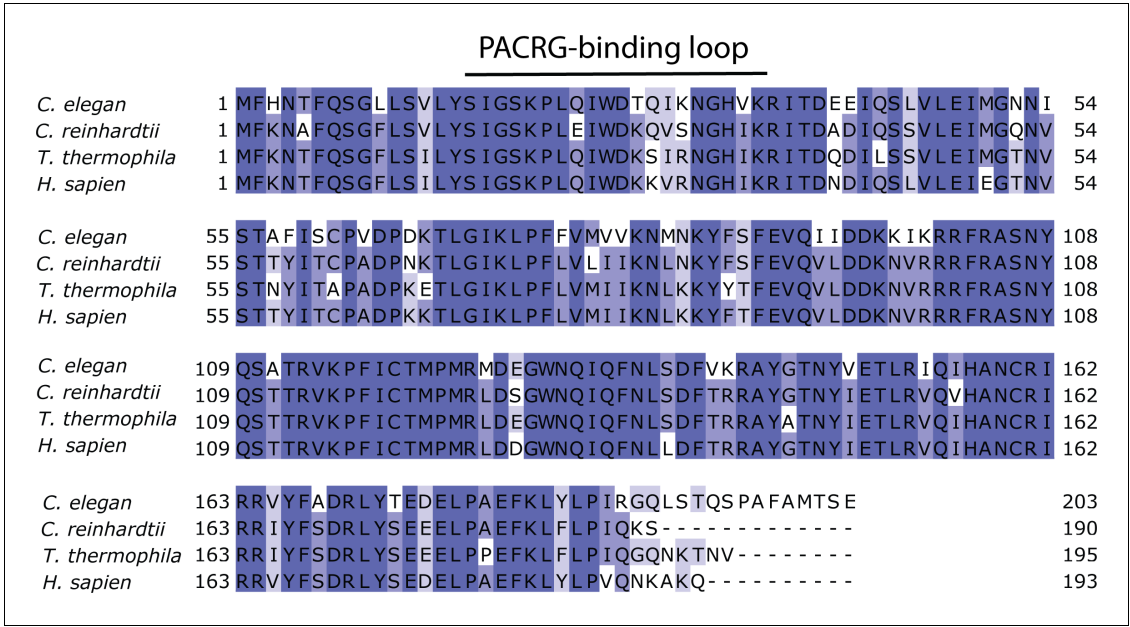 PACRG-binding loop
C. elegan 1 MFHNTFQSGLLSVLYSIGSKPLQIWDTQIKNGHVKRITDEEIQSLVLEIMGNNI 54
C. reinhardtii 1 MFKNAFQSGFLSVLYSIGSKPLEIWDKQVSNGHIKRITDADIQSSVLEIMGQNV 54
T. thermophila 1 MFKNTFQSGFLSILYSIGSKPLQIWDKSIRNGHIKRITDQDILSSVLEIMGTNV 54
H. sapien 1 MFKNTFQSGFLSILYSIGSKPLQIWDKKVRNGHIKRITDNDIQSLVLEIEGTNV 54
C. elegan 55 STAFISCPVDPDKTLGIKLPFFVMVVKNMNKYFSFEVQIIDDKKIKRRFRASNY 108
C. reinhardtii 55 STTYITCPADPNKTLGIKLPFLVLIIKNLNKYFSFEVQVLDDKNVRRRFRASNY 108
T. thermophila 55 STNYITAPADPKETLGIKLPFLVMIIKNLKKYYTFEVQVLDDKNVRRRFRASNY 108
H. sapien 55 STTYITCPADPKKTLGIKLPFLVMIIKNLKKYFTFEVQVLDDKNVRRRFRASNY 108
C. elegan 109 QSATRVKPFICTMPMRMDEGWNQIQFNLSDFVKRAYGTNYVETLRIQIHANCRI 162
C. reinhardtii 109 QSTTRVKPFICTMPMRLDSGWNQIQFNLSDFTRRAYGTNYIETLRVQVHANCRI 162
T. thermophila 109 QSTTRVKPFICTMPMRLDEGWNQIQFNLSDFTRRAYATNYIETLRVQIHANCRI 162
H. sapien 109 QSTTRVKPFICTMPMRLDDGWNQIQFNLLDFTRRAYGTNYIETLRVQIHANCRI 162
C. elegan 163 RRVYFADRLYTEDELPAEFKLYLPIRGQLSTQSPAFAMTSE 203
C. reinhardtii 163 RRIYFSDRLYSEEELPAEFKLFLPIQKS------------- 190
T. thermophila 163 RRIYFSDRLYSEEELPPEFKLFLPIQGQNKTNV-------- 195
H. sapien 163 RRVYFSDRLYSEDELPAEFKLYLPVQNKAKQ---------- 193